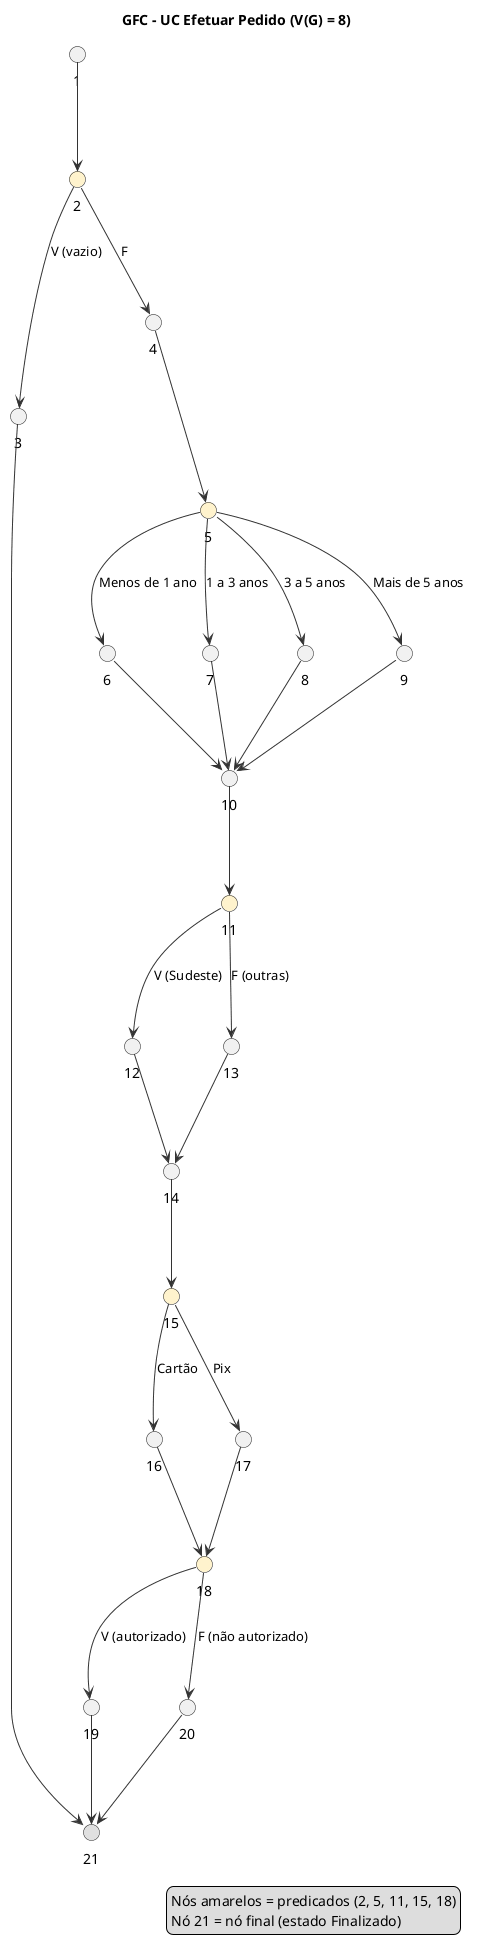 GFC - UC Efetuar Pedido (V(G) = 8)
1
2
V (vazio)
F
4
3
5
Menos de 1 ano
1 a 3 anos
3 a 5 anos
Mais de 5 anos
6
7
8
9
10
11
V (Sudeste)
F (outras)
12
13
14
15
Cartão
Pix
16
17
18
V (autorizado)
F (não autorizado)
19
20
21
Nós amarelos = predicados (2, 5, 11, 15, 18)
Nó 21 = nó final (estado Finalizado)